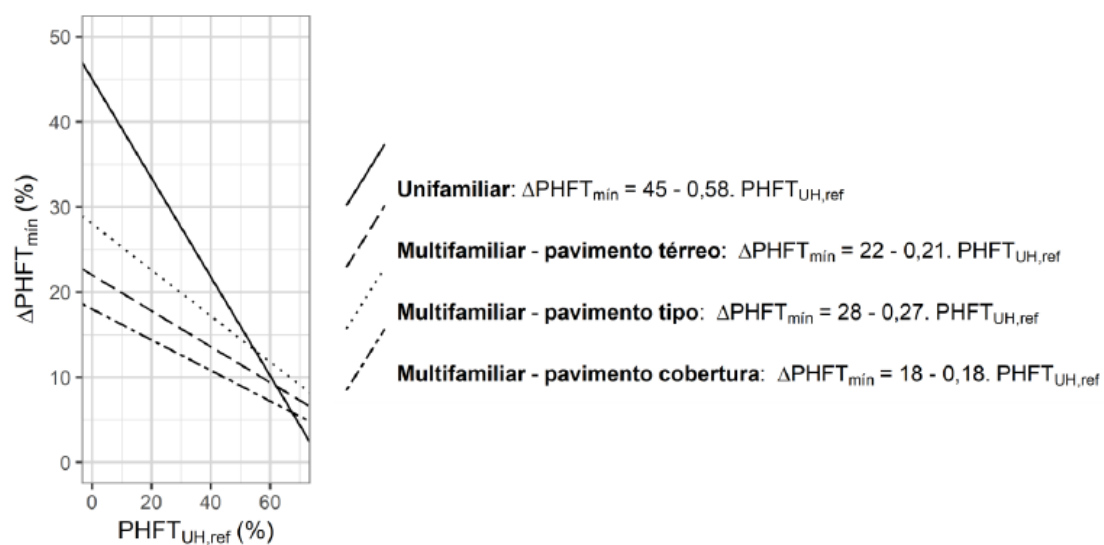 50
40
30
20
10
0
ΔPHFTmín (%)
0 20 40 60
PHFTUH,ref (%)
Unifamiliar: ΔPHFTmín = 45 - 0,58. PHFTUH,ref
Multifamiliar - pavimento térreo: ΔPHFTmín = 22 - 0,21. PHFTUH,ref
Multifamiliar - pavimento tipo: ΔPHFTmín = 28 - 0,27. PHFTUH,ref
Multifamiliar - pavimento cobertura: ΔPHFTmín = 18 - 0,18. PHFTUH,ref